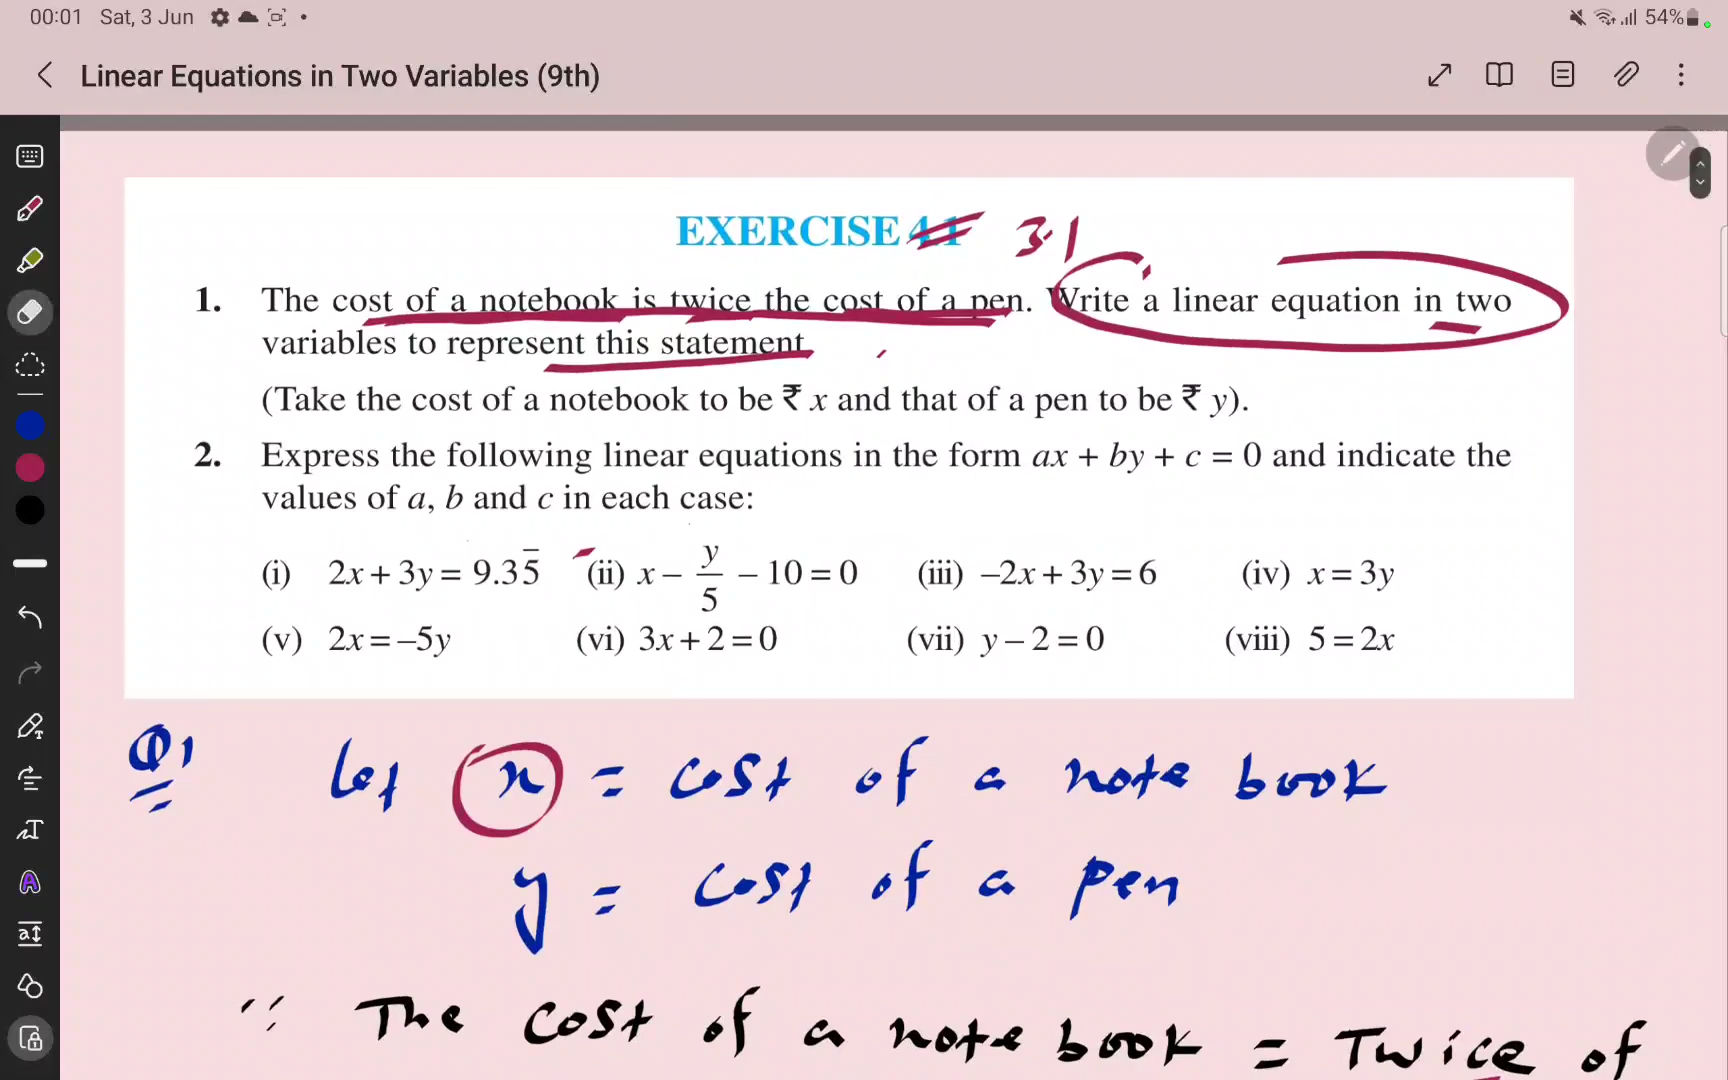 00:01 Sat, 3 Jun 54%
Linear Equations in Two Variables (9th)
EXERCISE 4.1 3.1
1. The cost of a notebook is twice the cost of a pen. Write a linear equation in two
variables to represent this statement.
(Take the cost of a notebook to be ₹ x and that of a pen to be ₹ y).
2. Express the following linear equations in the form ax + by + c = 0 and indicate the
values of a, b and c in each case:
(i) 2x + 3y = 9.35̅ (ii) x – y/5 – 10 = 0 (iii) –2x + 3y = 6 (iv) x = 3y
(v) 2x = –5y (vi) 3x + 2 = 0 (vii) y – 2 = 0 (viii) 5 = 2x
Q1 Let x = cost of a note book
y = cost of a pen
∵ The cost of a note book = Twice of